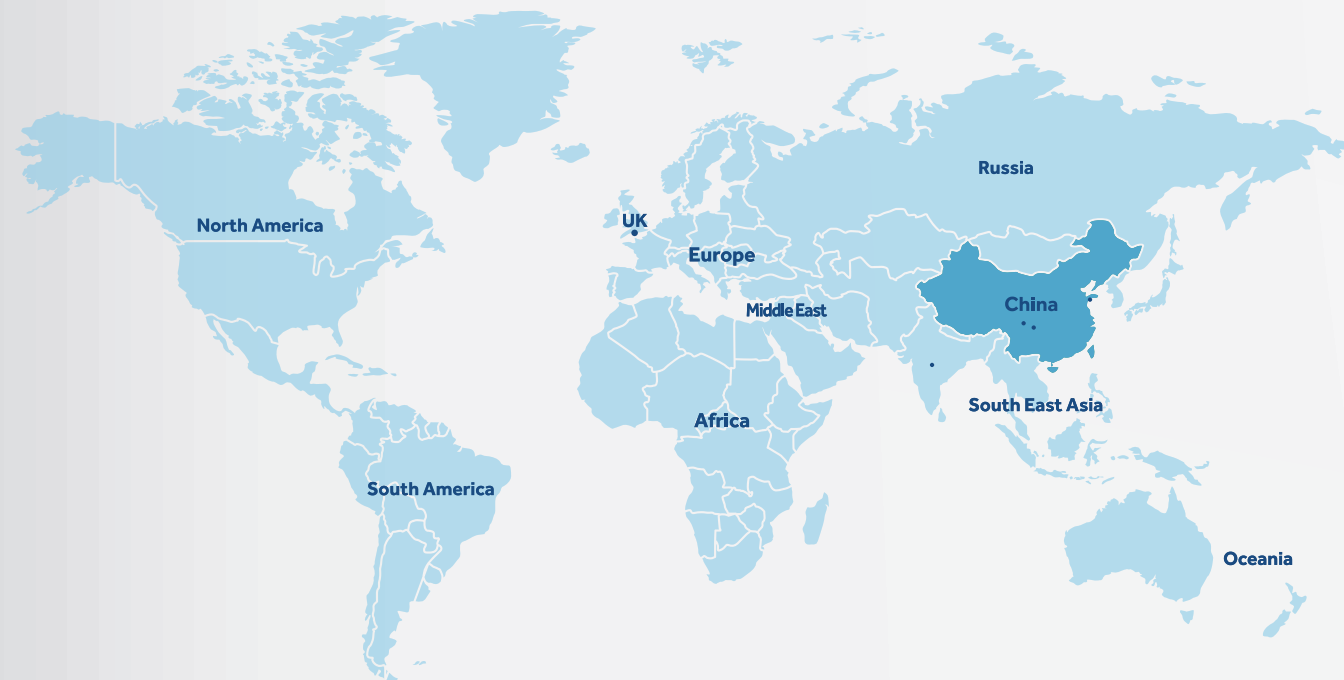 Russia
UK
North America
Europe
China
Middle East
South East Asia
Africa
South America
Oceania